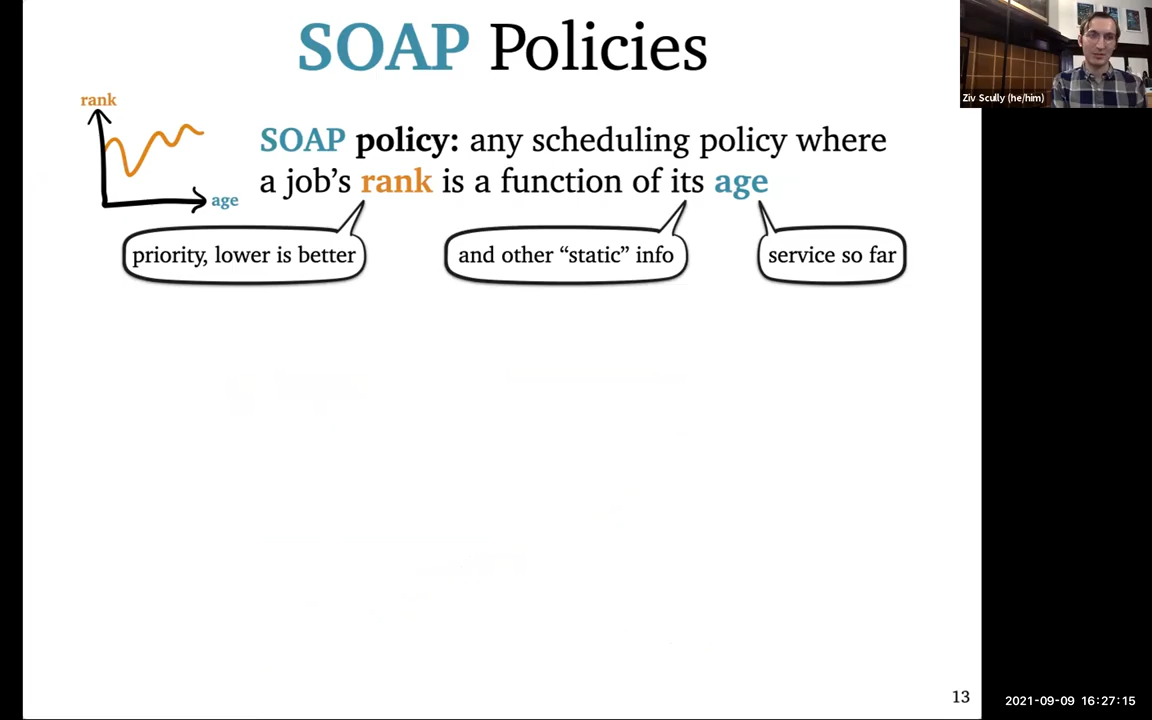 SOAP Policies
Ziv Scully (he/him)
rank
SOAP policy: any scheduling policy where
a job's rank is a function of its age
age
priority, lower is better
and other “static” info
service so far
13
2021-09-09 16:27:15